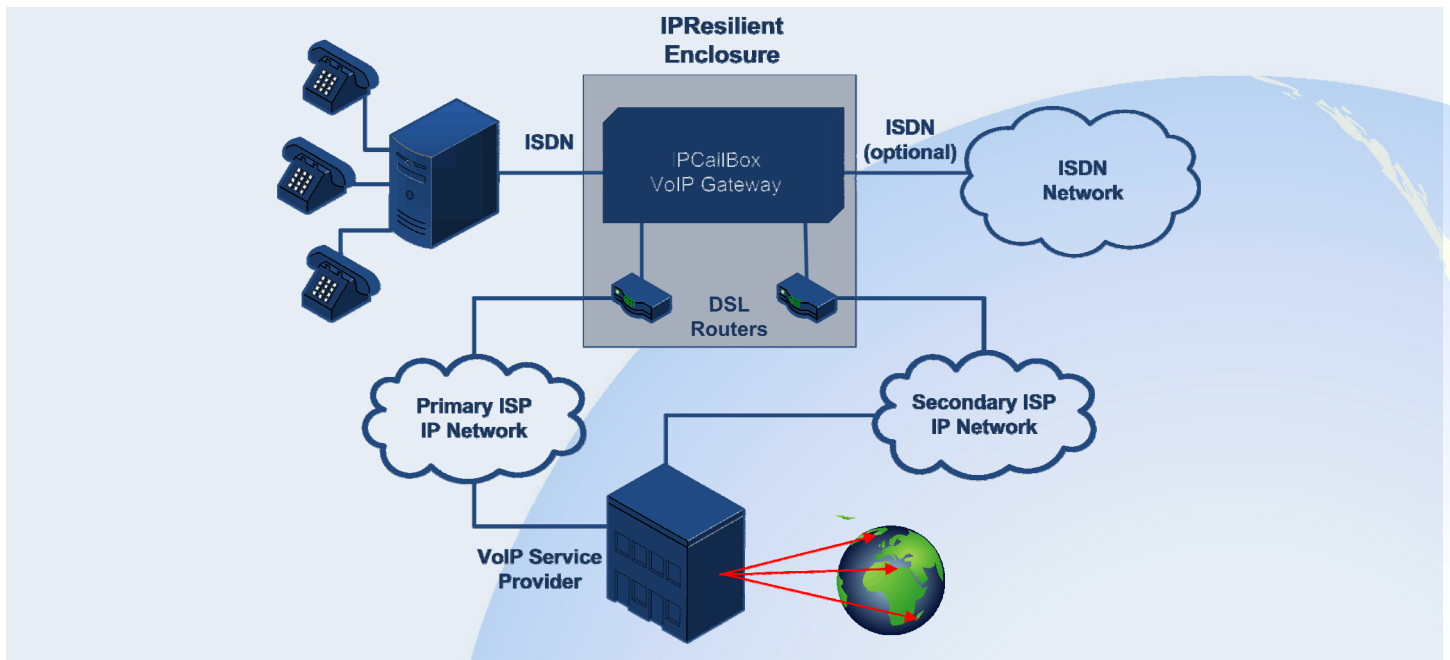 IPResilient
Enclosure
ISDN
IPCallBox
VoIP Gateway
ISDN
(optional)
ISDN
Network
DSL
Routers
Primary ISP
IP Network
Secondary ISP
IP Network
VoIP Service
Provider